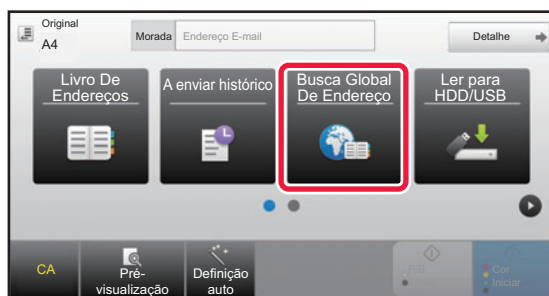 Original
A4
Morada
Endereço E-mail
Detalhe
Livro De
Endereços
A enviar histórico
Busca Global
De Endereço
Ler para
HDD/USB
CA
Pré-
visualização
Definição
auto
P/B
Iniciar
Cor
Iniciar